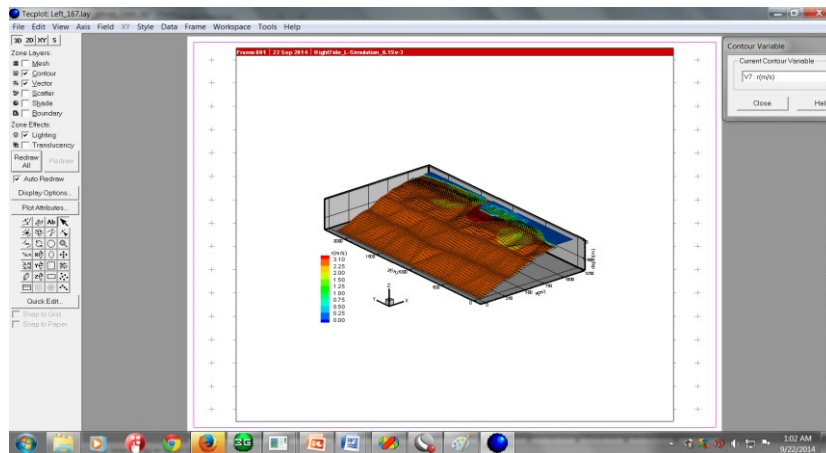 Tecplot: Left_167.lay
File Edit View Axis Field XY Style Data Frame Workspace Tools Help
3D 2D XY S
Zone Layers:
Mesh
Contour
Vector
Scatter
Shade
Boundary
Zone Effects:
Lighting
Translucency
Redraw All
Redraw
Auto Redraw
Display Options...
Plot Attributes...
Quick Edit...
Snap to Grid
Snap to Paper
Frame 001 | 22 Sep 2014 | RightSide_L-Simulation_0.15v-3
r(m/s)
3.10
2.25
2.00
1.75
1.50
1.25
1.00
0.75
0.50
0.25
0.00
Z
Y X
Contour Variable
Current Contour Variable
V7 : r(m/s)
Close Hel
1:02 AM
9/22/2014